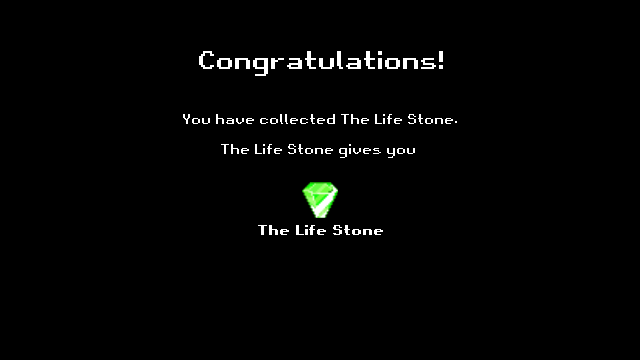 Congratulations!
You have collected The Life Stone.
The Life Stone gives you
The Life Stone